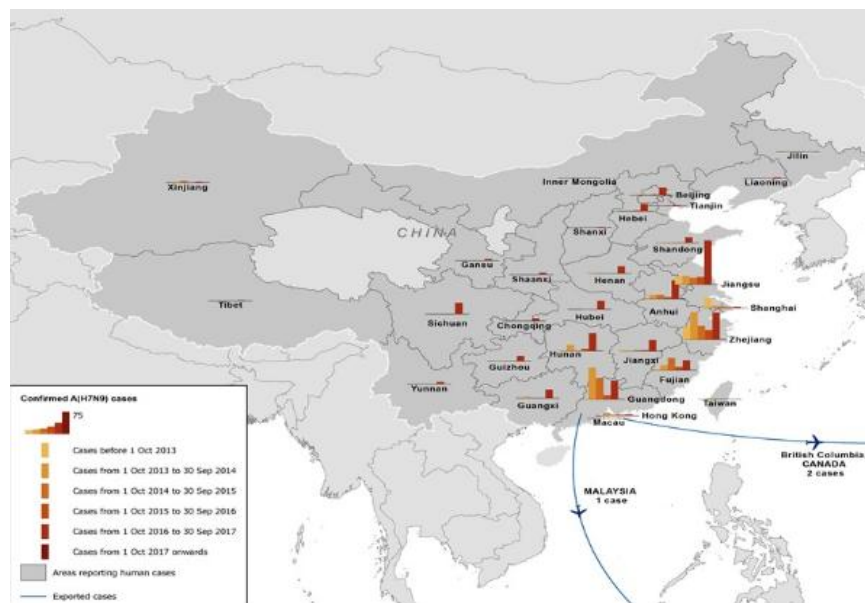 Jilin
Xinjiang
Inner Mongolia
Liaoning
Beijing
Tianjin
Hebei
CHINA
Shanxi
Shandong
Gansu
Shaanxi
Henan
Jiangsu
Tibet
Anhui
Shanghai
Sichuan
Hubei
Chongqing
Zhejiang
Hunan
Jiangxi
Guizhou
Fujian
Yunnan
Guangxi
Guangdong
Taiwan
Hong Kong
Macau
British Columbia
CANADA
2 cases
MALAYSIA
1 case
Confirmed A(H7N9) cases
75
Cases before 1 Oct 2013
Cases from 1 Oct 2013 to 30 Sep 2014
Cases from 1 Oct 2014 to 30 Sep 2015
Cases from 1 Oct 2015 to 30 Sep 2016
Cases from 1 Oct 2016 to 30 Sep 2017
Cases from 1 Oct 2017 onwards
Areas reporting human cases
Exported cases